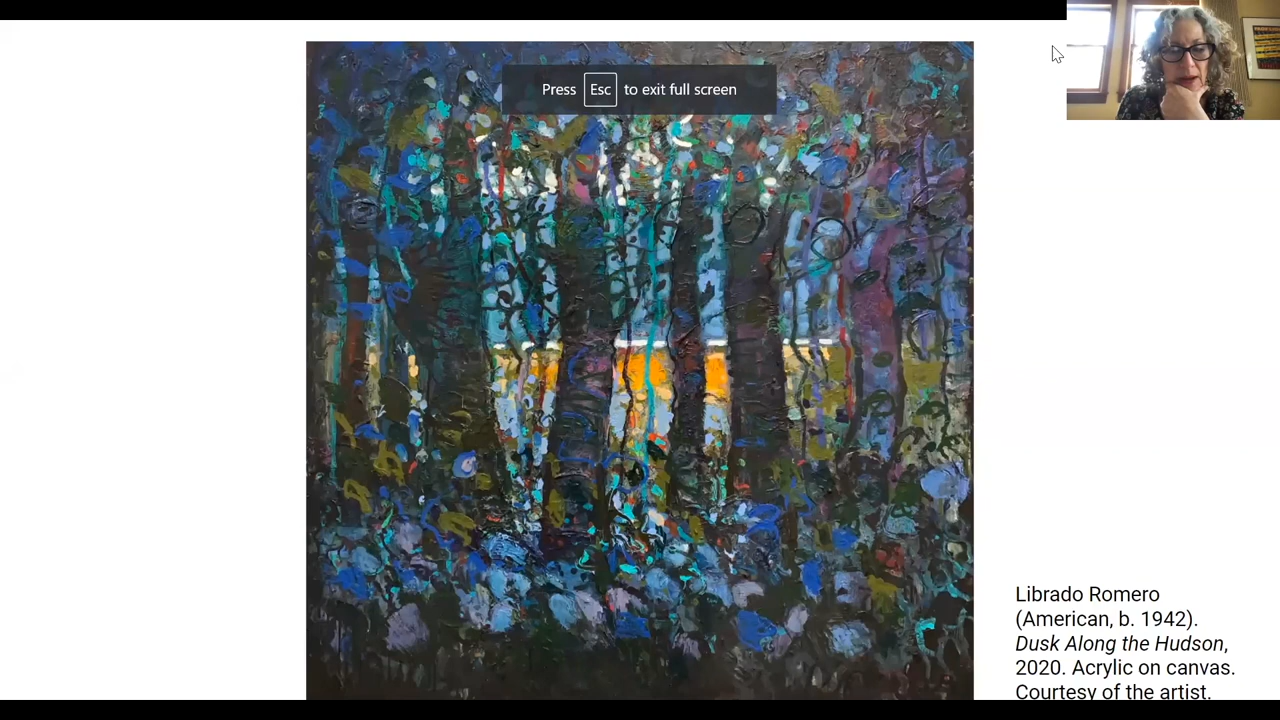 Press Esc to exit full screen
Librado Romero
(American, b. 1942).
Dusk Along the Hudson,
2020. Acrylic on canvas.
Courtesy of the artist.